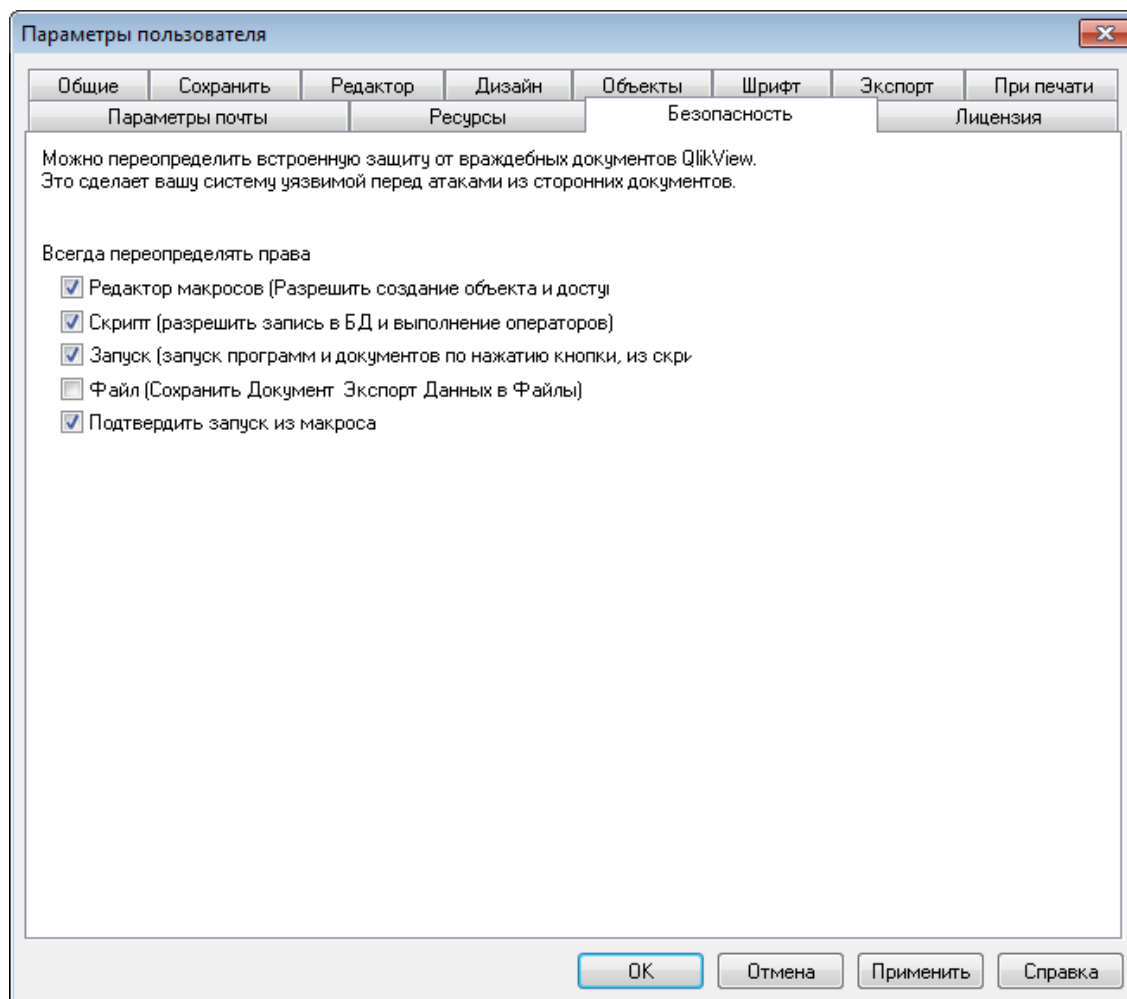 Параметры пользователя
Общие Сохранить Редактор Дизайн Объекты Шрифт Экспорт При печати
Параметры почты Ресурсы Безопасность Лицензия
Можно переопределить встроенную защиту от враждебных документов QlikView.
Это сделает вашу систему уязвимой перед атаками из сторонних документов.
Всегда переопределять права
Редактор макросов (Разрешить создание объекта и досту
Скрипт (разрешить запись в БД и выполнение операторов)
Запуск (запуск программ и документов по нажатию кнопки, из скри
Файл (Сохранить Документ Экспорт Данных в Файлы)
Подтвердить запуск из макроса
OK Отмена Применить Справка